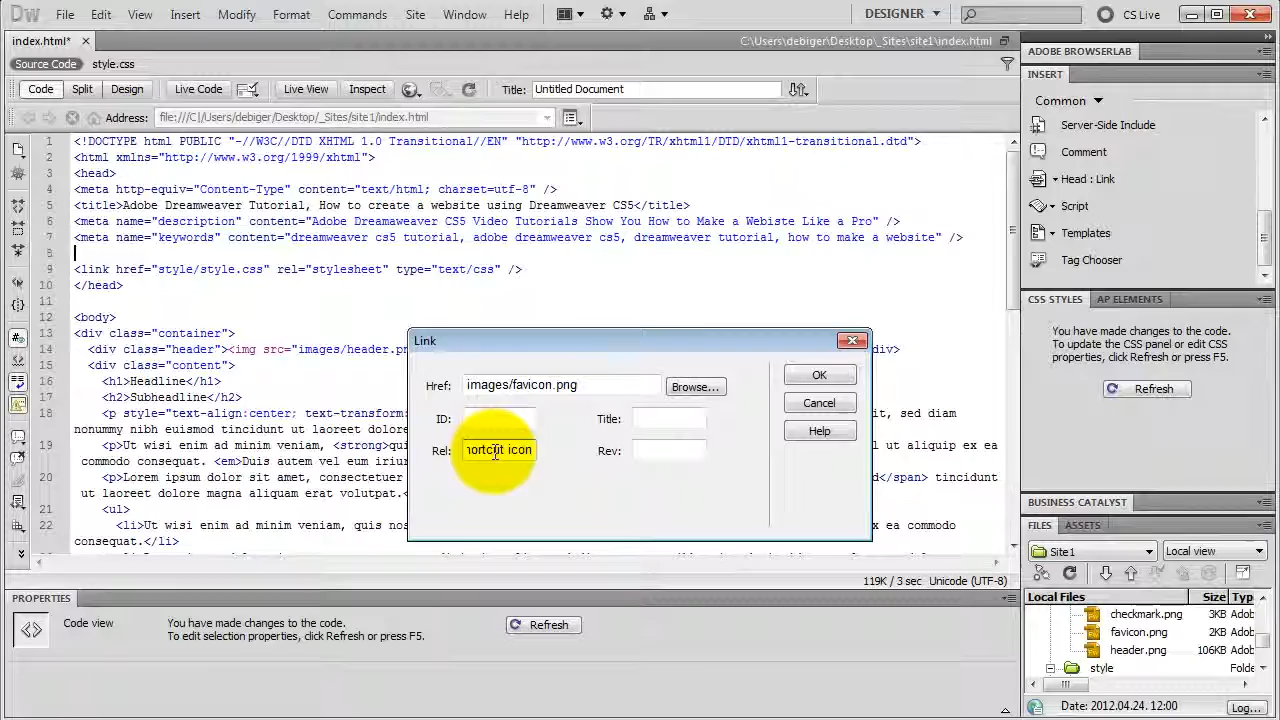 Dw File Edit View Insert Modify Format Commands Site Window Help DESIGNER CS Live
index.html* C:\Users\debiger\Desktop\_Sites\site1\index.html
Source Code style.css
Code Split Design Live Code Live View Inspect Title: Untitled Document
Address: file:///C|/Users/debiger/Desktop/_Sites/site1/index.html
1 <!DOCTYPE html PUBLIC "-//W3C//DTD XHTML 1.0 Transitional//EN" "http://www.w3.org/TR/xhtml1/DTD/xhtml1-transitional.dtd">
2 <html xmlns="http://www.w3.org/1999/xhtml">
3 <head>
4 <meta http-equiv="Content-Type" content="text/html; charset=utf-8" />
5 <title>Adobe Dreamweaver Tutorial, How to create a website using Dreamweaver CS5</title>
6 <meta name="description" content="Adobe Dreamaweaver CS5 Video Tutorials Show You How to Make a Webiste Like a Pro" />
7 <meta name="keywords" content="dreamweaver cs5 tutorial, adobe dreamweaver cs5, dreamweaver tutorial, how to make a website" />
8
9 <link href="style/style.css" rel="stylesheet" type="text/css" />
10 </head>
11
12 <body>
13 <div class="container">
14 <div class="header"><img src="images/header.pn div>
15 <div class="content">
16 <h1>Headline</h1>
17 <h2>Subheadline</h2>
18 <p style="text-align:center; text-transform: it, sed diam
nonummy nibh euismod tincidunt ut laoreet dolor
19 <p>Ut wisi enim ad minim veniam, <strong>qui ut aliquip ex ea
commodo consequat. <em>Duis autem vel eum iriur
20 <p>Lorem ipsum dolor sit amet, consectetuer d</span> tincidunt
ut laoreet dolore magna aliquam erat volutpat.<
21 <ul>
22 <li>Ut wisi enim ad minim veniam, quis nos ea commodo
consequat.</li>
Link
Href: images/favicon.png Browse... OK
ID: Title: Cancel
Rel: hortcut icon Rev: Help
119K / 3 sec Unicode (UTF-8)
PROPERTIES
Code view You have made changes to the code.
To edit selection properties, click Refresh or press F5.
Refresh
ADOBE BROWSERLAB
INSERT
Common
Server-Side Include
Comment
Head : Link
Script
Templates
Tag Chooser
CSS STYLES AP ELEMENTS
You have made changes to the code.
To update the CSS panel or edit CSS
properties, click Refresh or press F5.
Refresh
BUSINESS CATALYST
FILES ASSETS
Site1 Local view
Local Files Size Typ
checkmark.png 3KB Adob
favicon.png 2KB Adob
header.png 106KB Adob
style Folde
Date: 2012.04.24. 12:00 Log...